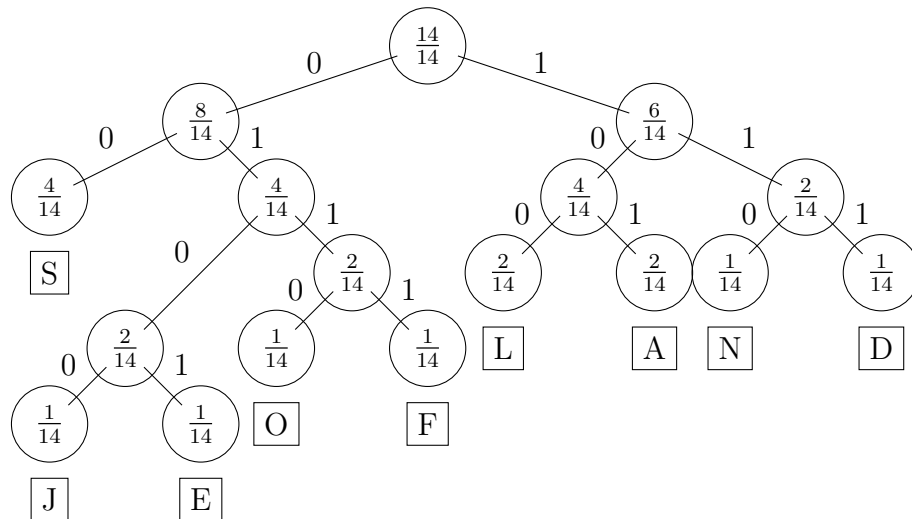 14/14
0 1
8/14 6/14
0 1 0 1
4/14 4/14 4/14 2/14
S
0 1 0 1 0 1
2/14 2/14 2/14 1/14 1/14
0 1
L A N D
2/14 1/14 1/14
0 1
O F
1/14 1/14
J E